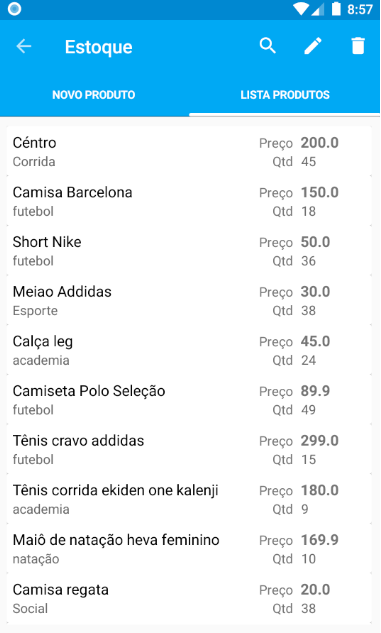 8:57
Estoque
NOVO PRODUTO LISTA PRODUTOS
Céntro Preço 200.0
Corrida Qtd 45
Camisa Barcelona Preço 150.0
futebol Qtd 18
Short Nike Preço 50.0
futebol Qtd 36
Meiao Addidas Preço 30.0
Esporte Qtd 38
Calça leg Preço 45.0
academia Qtd 24
Camiseta Polo Seleção Preço 89.9
futebol Qtd 49
Tênis cravo addidas Preço 299.0
futebol Qtd 15
Tênis corrida ekiden one kalenji Preço 180.0
academia Qtd 9
Maiô de natação heva feminino Preço 169.9
natação Qtd 10
Camisa regata Preço 20.0
Social Qtd 38